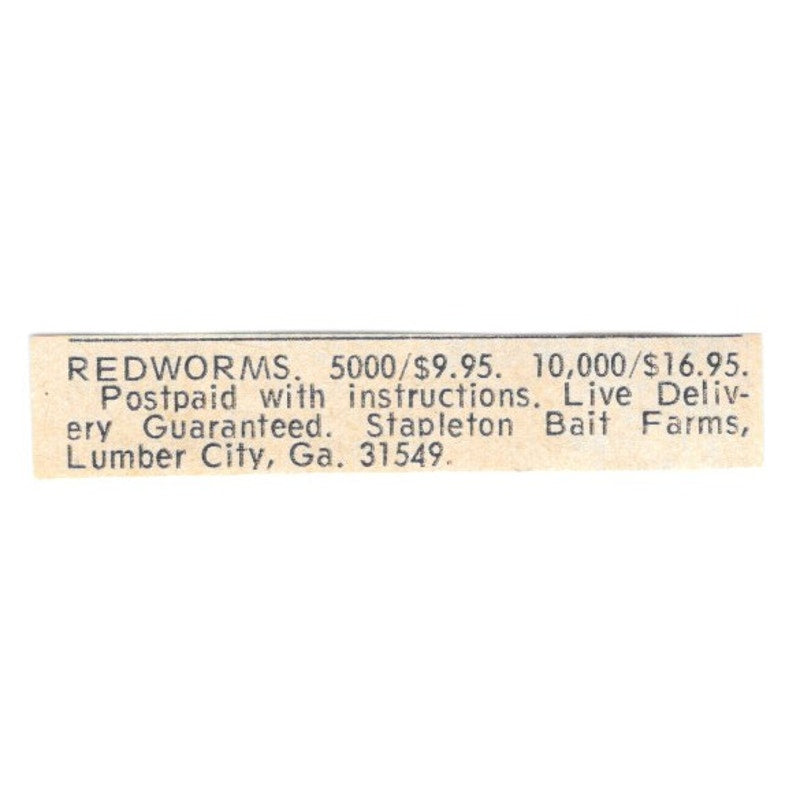 REDWORMS. 5000/$9.95. 10,000/$16.95.
Postpaid with instructions. Live Deliv-
ery Guaranteed. Stapleton Bait Farms,
Lumber City, Ga. 31549.